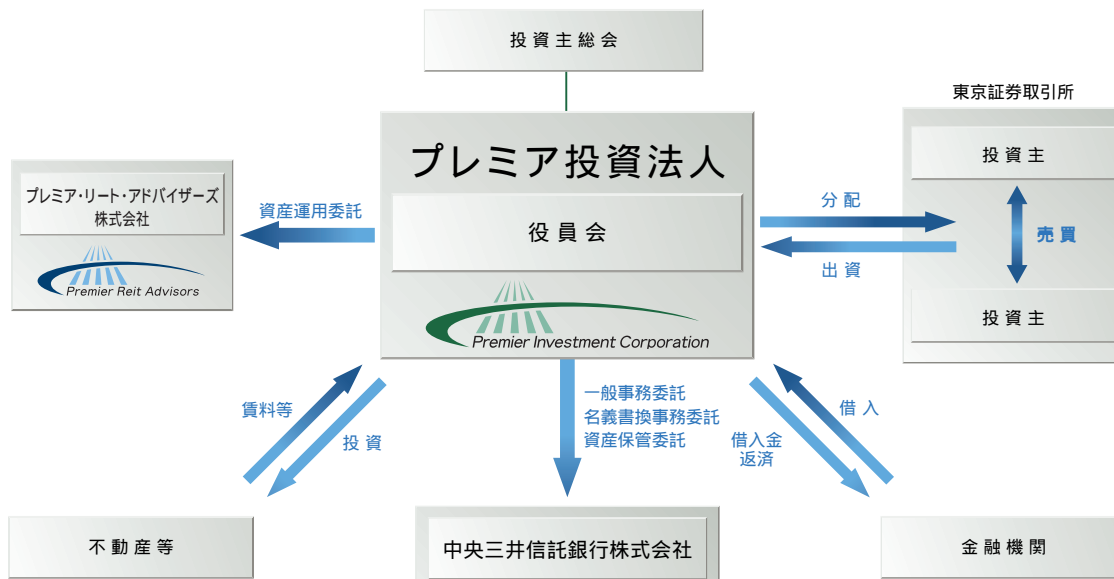 投資主総会
東京証券取引所
プレミア投資法人
役員会
Premier Investment Corporation
プレミア・リート・アドバイザーズ
株式会社
Premier Reit Advisors
資産運用委託
分配
出資
投資主
売買
投資主
賃料等
投資
一般事務委託
名義書換事務委託
資産保管委託
借入
借入金
返済
不動産等
中央三井信託銀行株式会社
金融機関